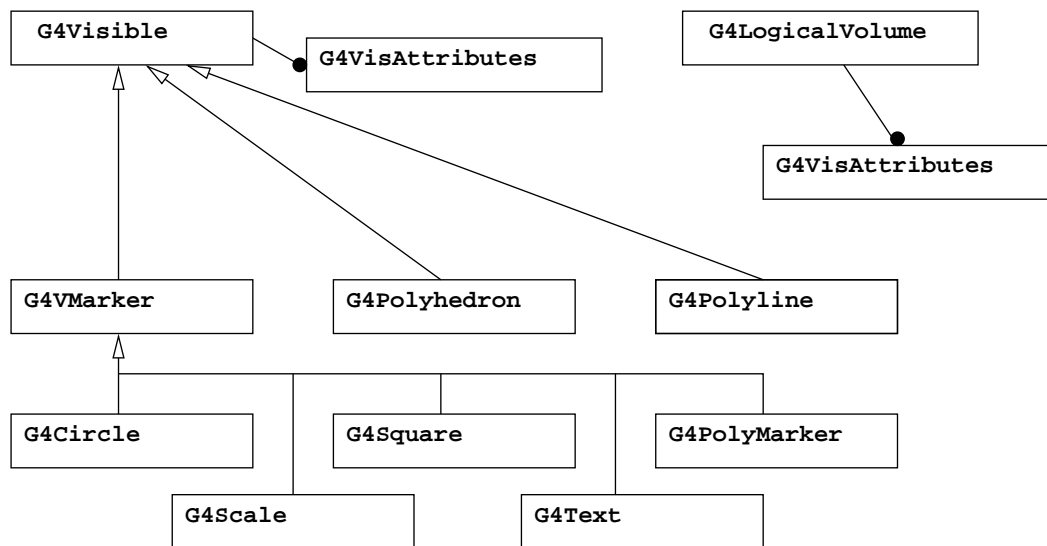 G4Visible
G4LogicalVolume
G4VisAttributes
G4VisAttributes
G4VMarker
G4Polyhedron
G4Polyline
G4Circle
G4Square
G4PolyMarker
G4Scale
G4Text